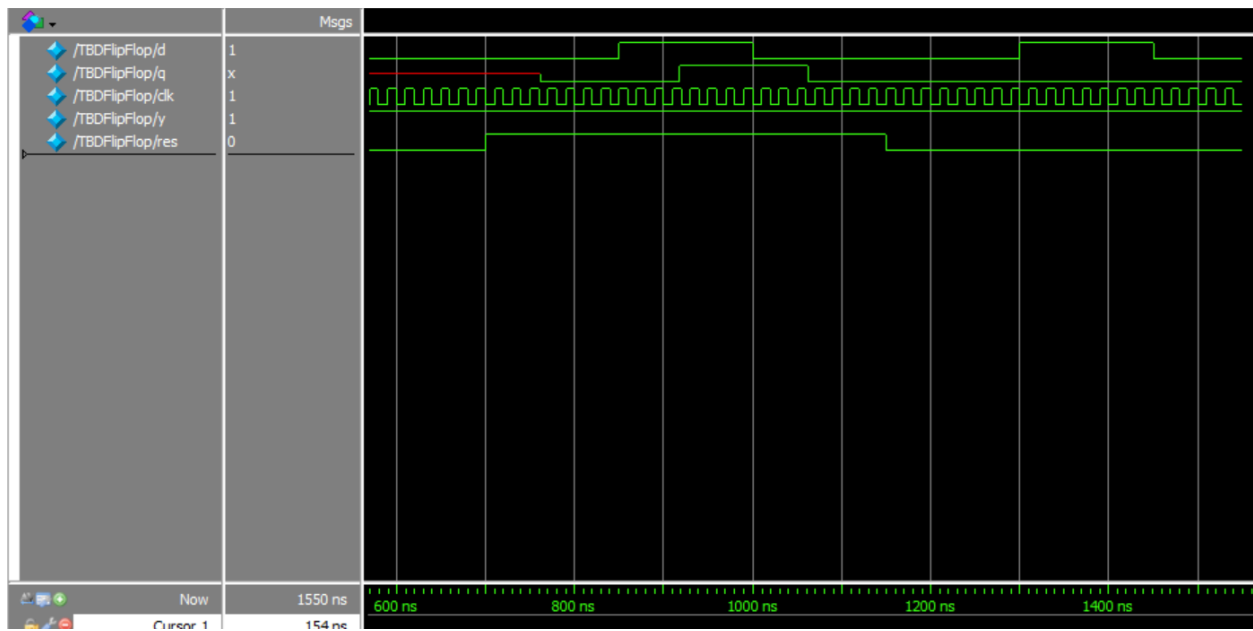 Msgs
/TBDFlipFlop/d 1
/TBDFlipFlop/q x
/TBDFlipFlop/clk 1
/TBDFlipFlop/y 1
/TBDFlipFlop/res 0
Now 1550 ns 600 ns 800 ns 1000 ns 1200 ns 1400 ns
Cursor 1 154 ns